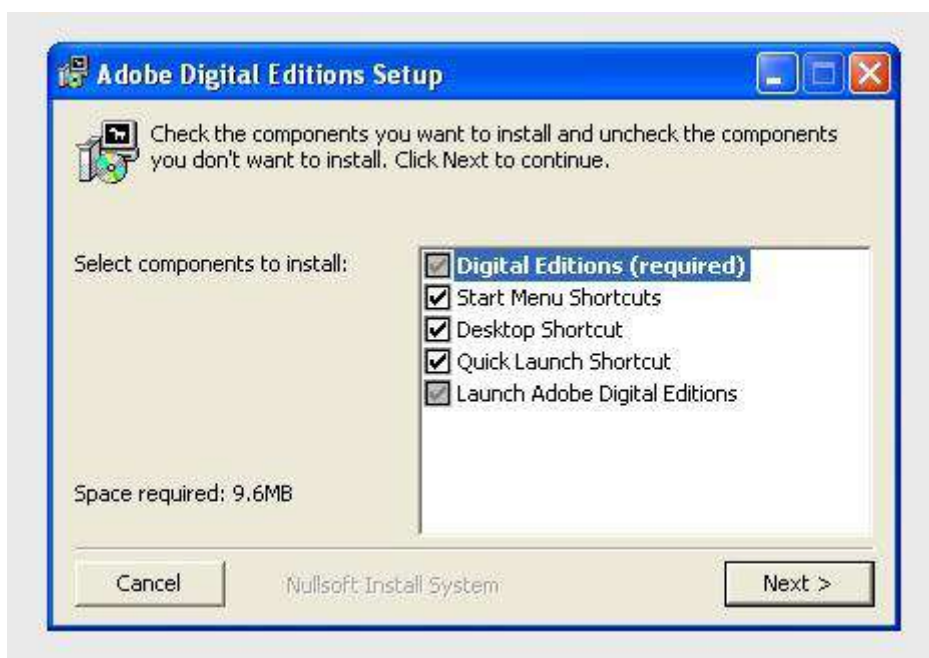 Adobe Digital Editions Setup
Check the components you want to install and uncheck the components
you don't want to install. Click Next to continue.
Select components to install:
Digital Editions (required)
Start Menu Shortcuts
Desktop Shortcut
Quick Launch Shortcut
Launch Adobe Digital Editions
Space required: 9.6MB
Cancel
Nullsoft Install System
Next >